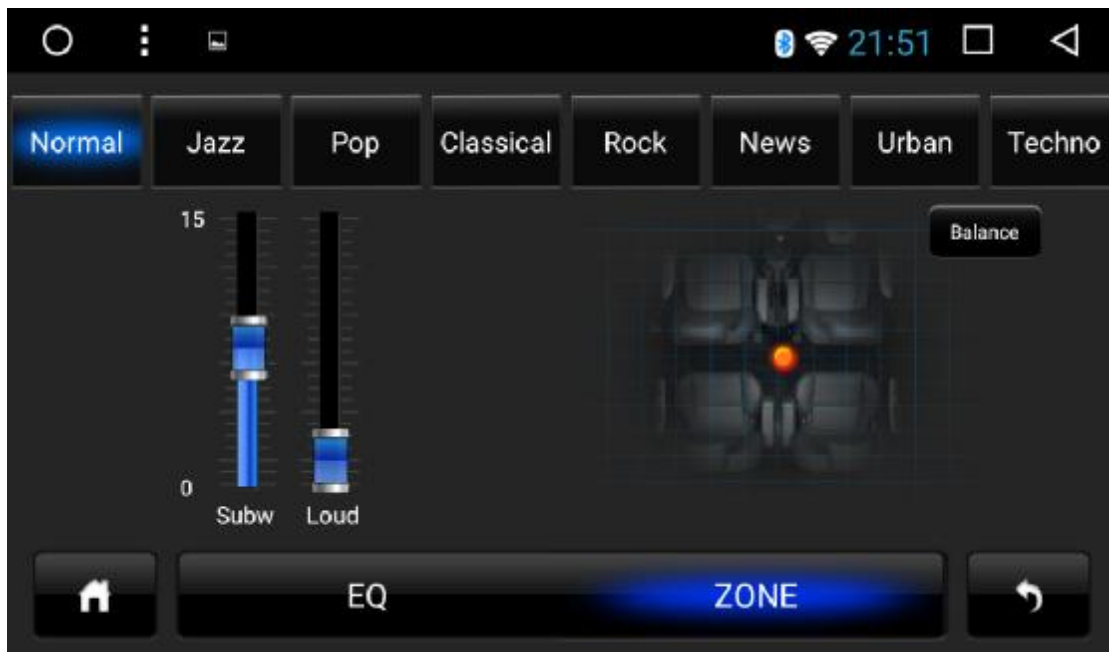 21:51
Normal Jazz Pop Classical Rock News Urban Techno
15
Balance
0
Subw Loud
EQ ZONE